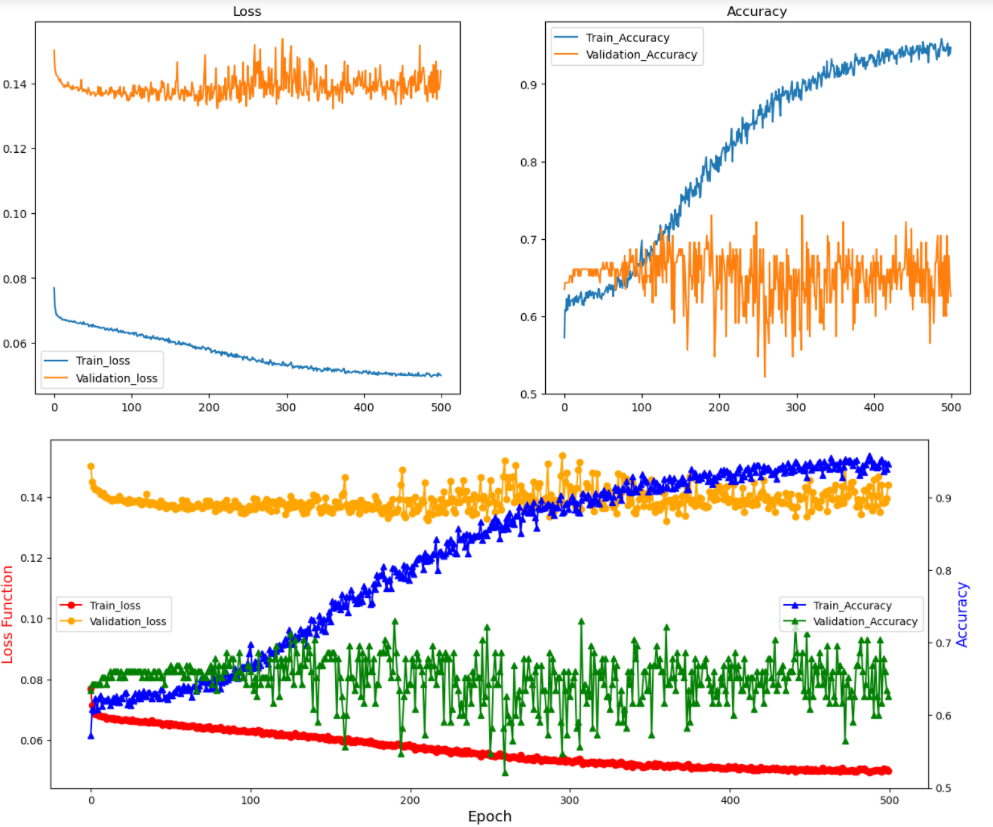 Loss
0.14
0.12
0.10
0.08
0.06
Train_loss
Validation_loss
0 100 200 300 400 500
Accuracy
Train_Accuracy
Validation_Accuracy
0.9
0.8
0.7
0.6
0.5
0 100 200 300 400 500
Loss Function
0.14
0.12
0.10
0.08
0.06
Train_loss
Validation_loss
Train_Accuracy
Validation_Accuracy
0.9
0.8
0.7
0.6
0.5
Accuracy
0 100 200 300 400 500
Epoch